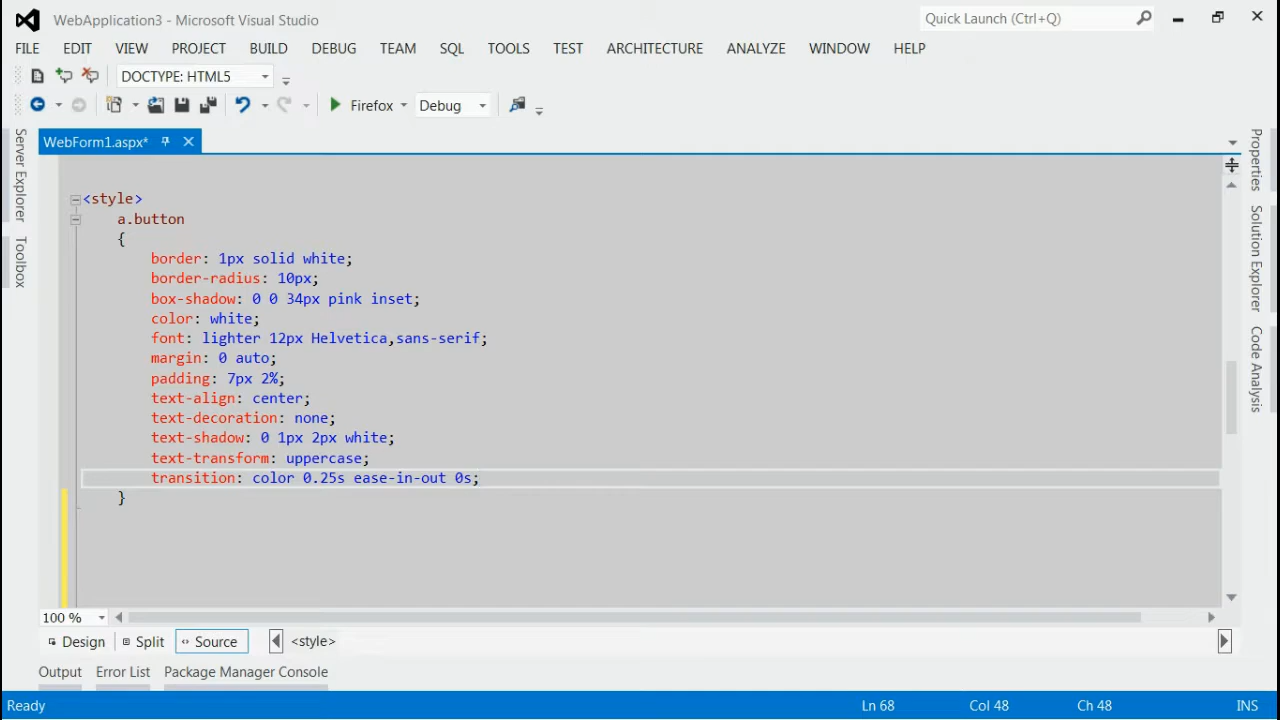 WebApplication3 - Microsoft Visual Studio
Quick Launch (Ctrl+Q)
FILE EDIT VIEW PROJECT BUILD DEBUG TEAM SQL TOOLS TEST ARCHITECTURE ANALYZE WINDOW HELP
DOCTYPE: HTML5
Firefox Debug
WebForm1.aspx*
Server Explorer
Toolbox
Properties
Solution Explorer
Code Analysis
<style>
a.button
{
border: 1px solid white;
border-radius: 10px;
box-shadow: 0 0 34px pink inset;
color: white;
font: lighter 12px Helvetica,sans-serif;
margin: 0 auto;
padding: 7px 2%;
text-align: center;
text-decoration: none;
text-shadow: 0 1px 2px white;
text-transform: uppercase;
transition: color 0.25s ease-in-out 0s;
}
100 %
Design Split Source <style>
Output Error List Package Manager Console
Ready Ln 68 Col 48 Ch 48 INS